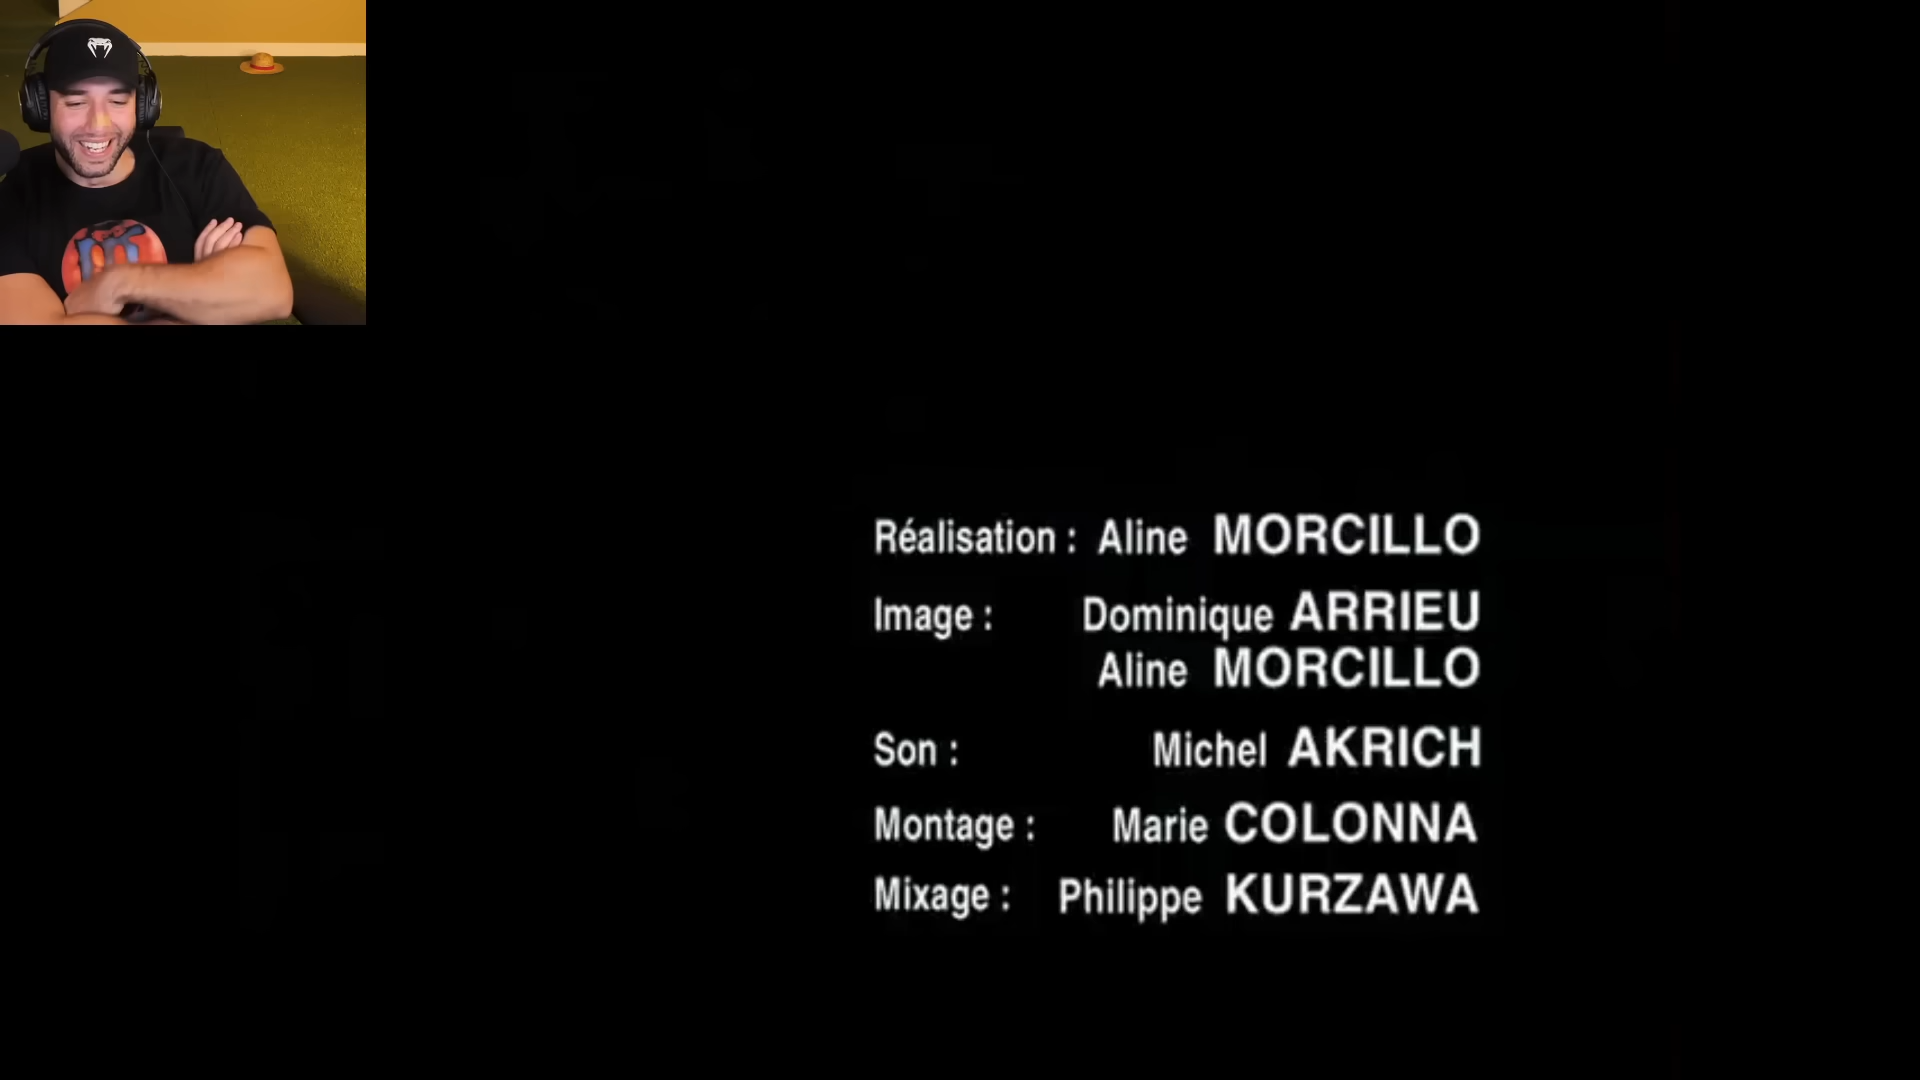 Réalisation : Aline MORCILLO
Image : Dominique ARRIEU
Aline MORCILLO
Son : Michel AKRICH
Montage : Marie COLONNA
Mixage : Philippe KURZAWA